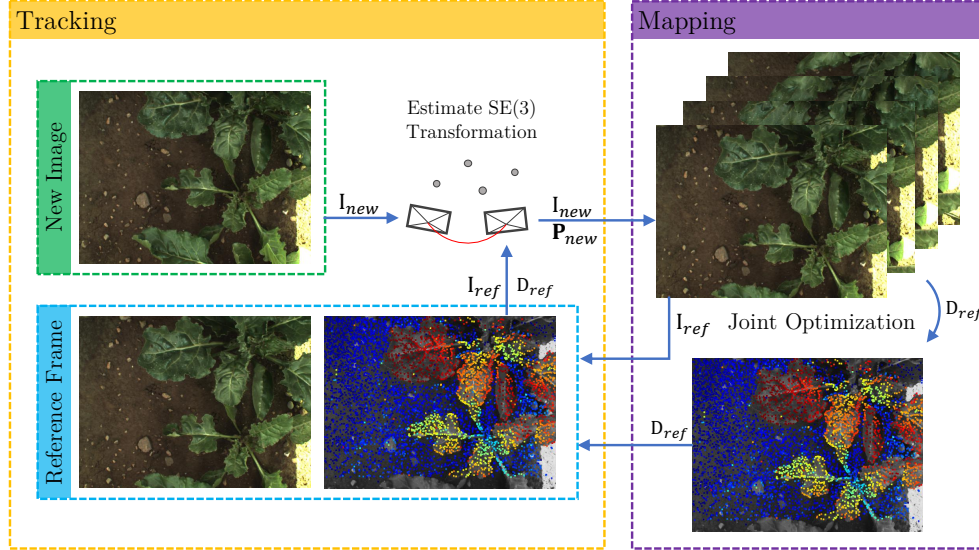 Tracking
New Image
Estimate SE(3)
Transformation
I_new
I_new
P_new
I_ref D_ref
Reference Frame
Mapping
I_ref
Joint Optimization
D_ref
D_ref